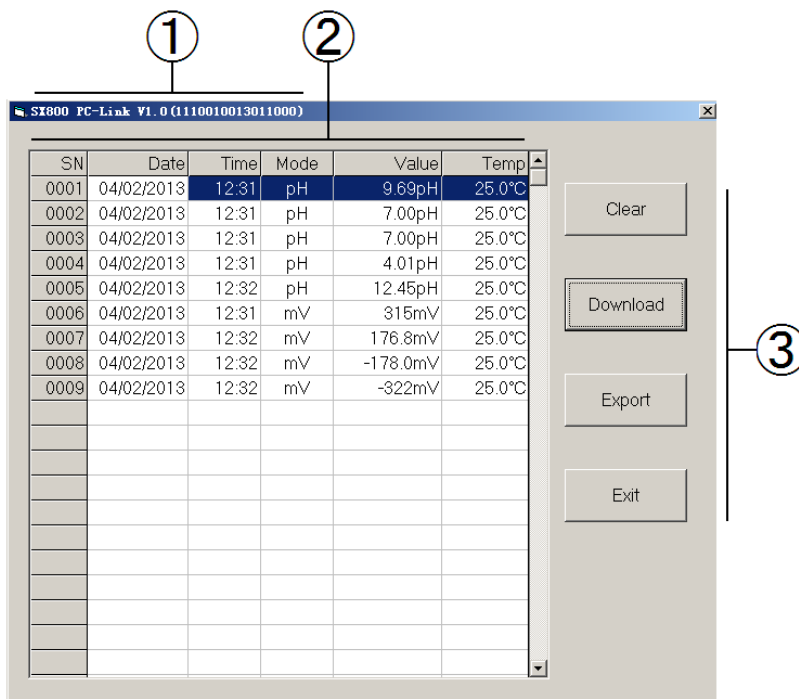 ①
②
SX800 PC-Link V1.0(1110010013011000)
SN Date Time Mode Value Temp
0001 04/02/2013 12:31 pH 9.69pH 25.0°C
0002 04/02/2013 12:31 pH 7.00pH 25.0°C
0003 04/02/2013 12:31 pH 7.00pH 25.0°C
0004 04/02/2013 12:31 pH 4.01pH 25.0°C
0005 04/02/2013 12:32 pH 12.45pH 25.0°C
0006 04/02/2013 12:31 mV 315mV 25.0°C
0007 04/02/2013 12:32 mV 176.8mV 25.0°C
0008 04/02/2013 12:32 mV -178.0mV 25.0°C
0009 04/02/2013 12:32 mV -322mV 25.0°C
Clear
Download
Export
Exit
③